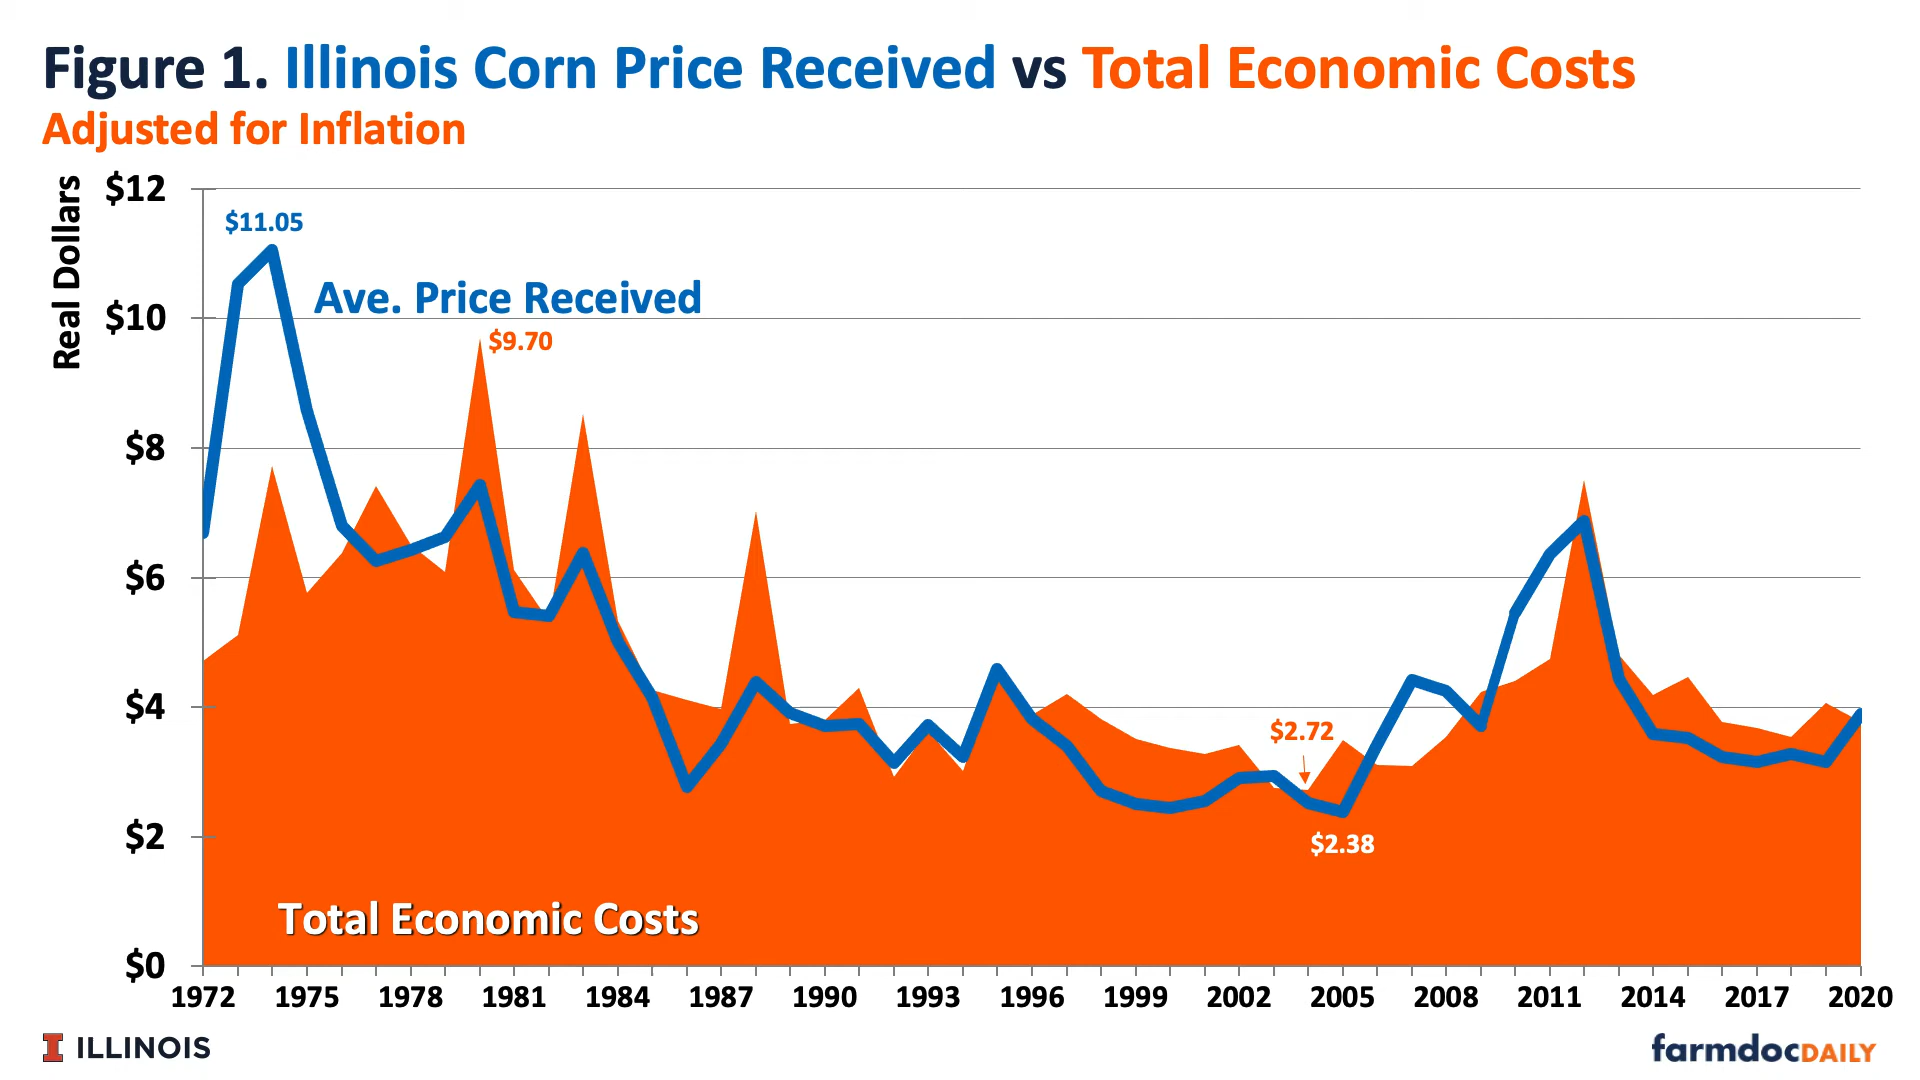 Figure 1. Illinois Corn Price Received vs Total Economic Costs
Adjusted for Inflation
Real Dollars
$12
$11.05
Ave. Price Received
$10
$9.70
$8
$6
$4
$2.72
$2
$2.38
Total Economic Costs
$0
1972 1975 1978 1981 1984 1987 1990 1993 1996 1999 2002 2005 2008 2011 2014 2017 2020
I ILLINOIS
farmdocDAILY